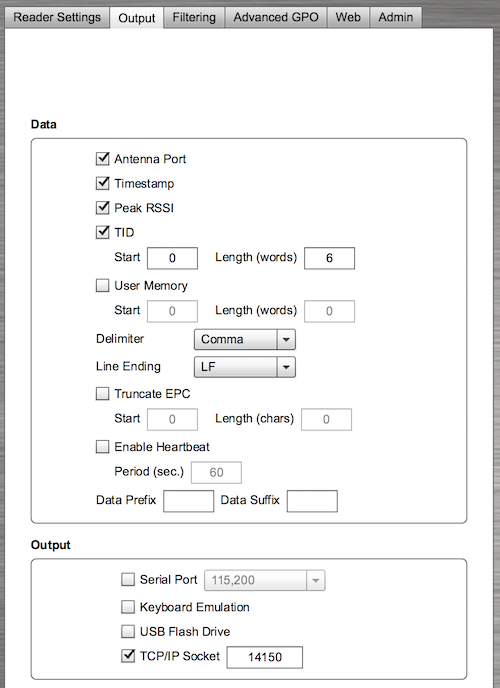 Reader Settings Output Filtering Advanced GPO Web Admin
Data
Antenna Port
Timestamp
Peak RSSI
TID
Start 0 Length (words) 6
User Memory
Start 0 Length (words) 0
Delimiter Comma
Line Ending LF
Truncate EPC
Start 0 Length (chars) 0
Enable Heartbeat
Period (sec.) 60
Data Prefix Data Suffix
Output
Serial Port 115,200
Keyboard Emulation
USB Flash Drive
TCP/IP Socket 14150